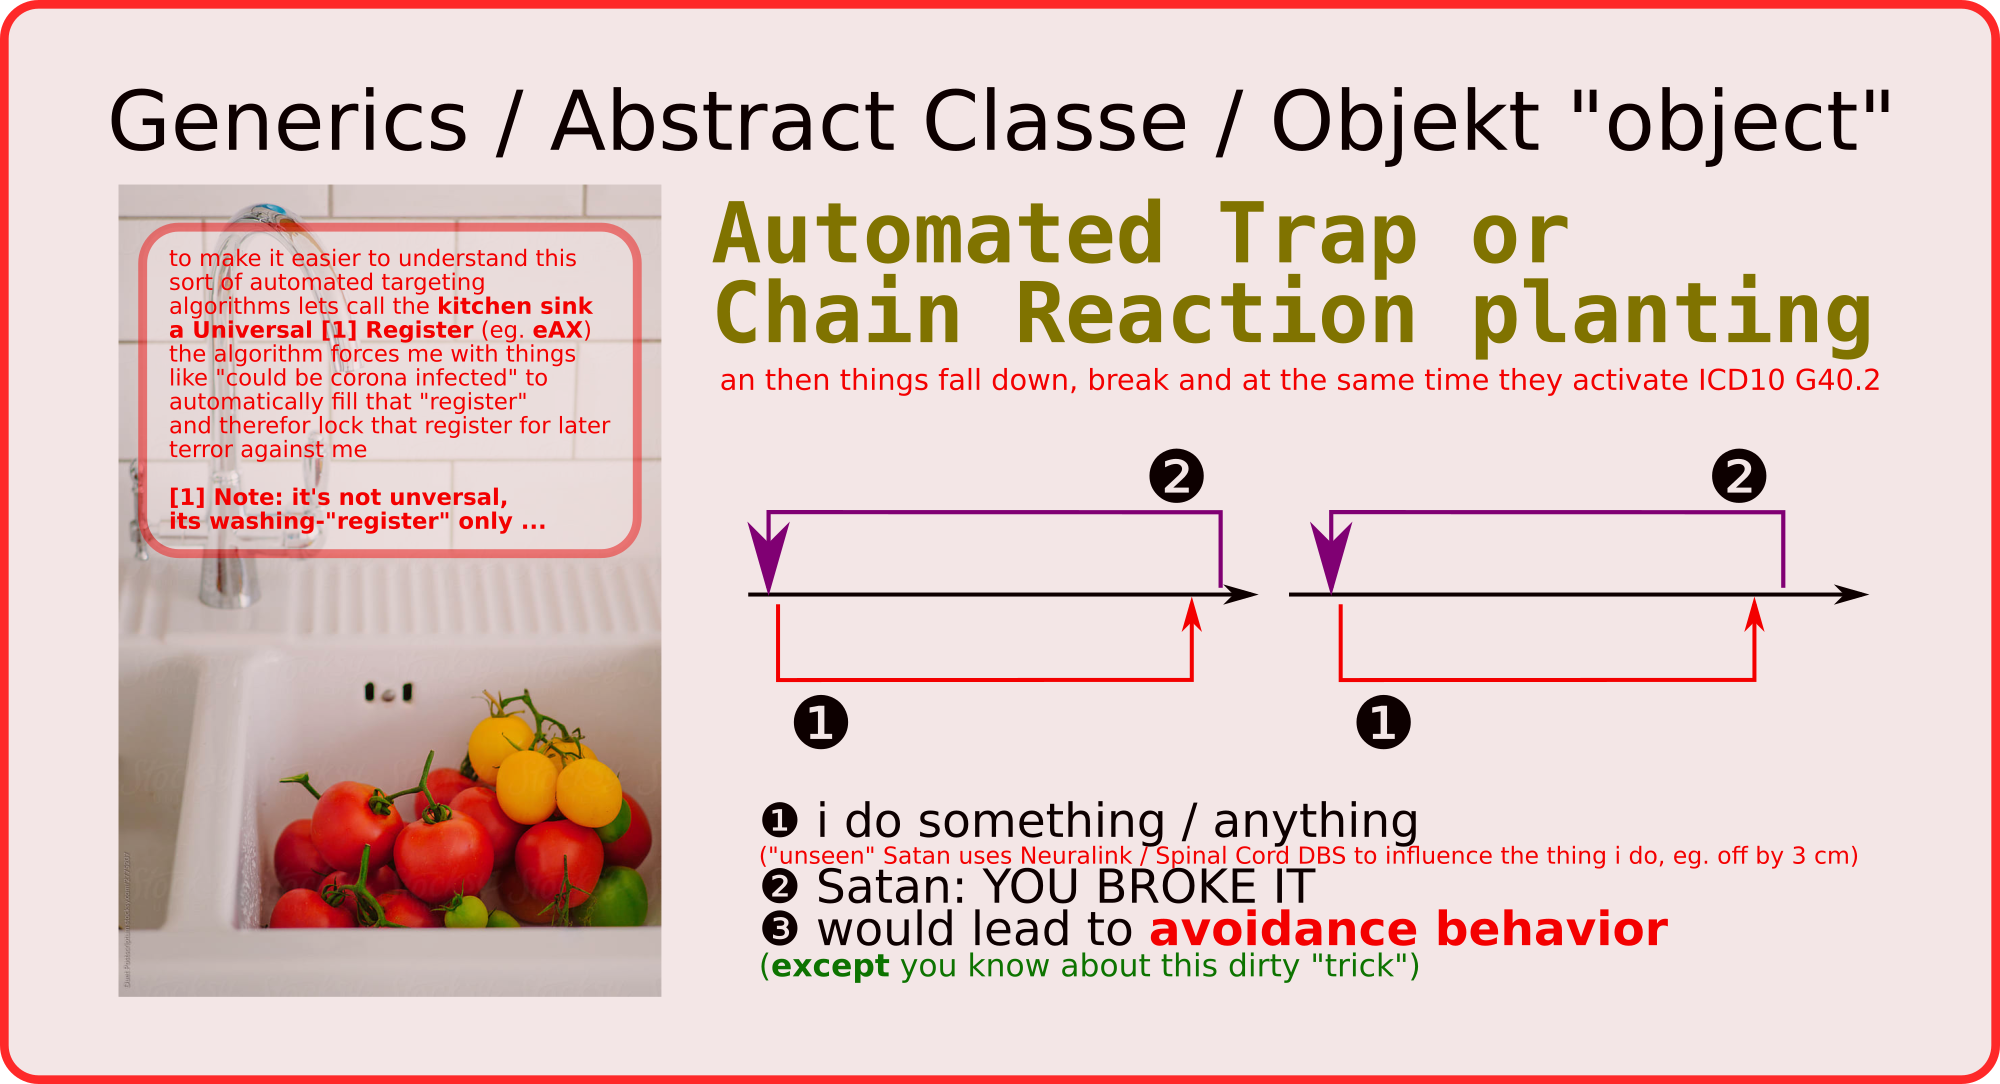 Generics / Abstract Classe / Objekt "object"
to make it easier to understand this
sort of automated targeting
algorithms lets call the kitchen sink
a Universal [1] Register (eg. eAX)
the algorithm forces me with things
like "could be corona infected" to
automatically fill that "register"
and therefor lock that register for later
terror against me
[1] Note: it's not unversal,
its washing-"register" only ...
Automated Trap or
Chain Reaction planting
an then things fall down, break and at the same time they activate ICD10 G40.2
❷
❷
❶
❶
❶ i do something / anything
("unseen" Satan uses Neuralink / Spinal Cord DBS to influence the thing i do, eg. off by 3 cm)
❷ Satan: YOU BROKE IT
❸ would lead to avoidance behavior
(except you know about this dirty "trick")